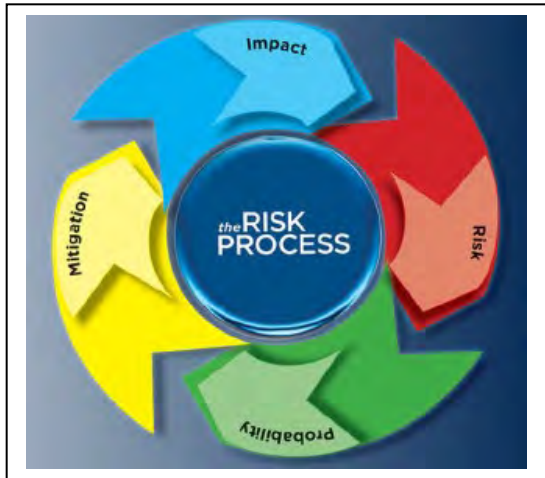 Impact
Risk
Probability
Mitigation
the RISK
PROCESS